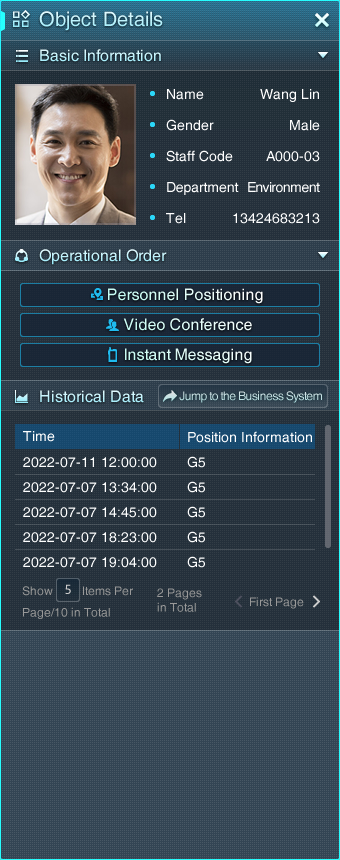 Object Details
Basic Information
Name Wang Lin
Gender Male
Staff Code A000-03
Department Environment
Tel 13424683213
Operational Order
Personnel Positioning
Video Conference
Instant Messaging
Historical Data Jump to the Business System
Time Position Information
2022-07-11 12:00:00 G5
2022-07-07 13:34:00 G5
2022-07-07 14:45:00 G5
2022-07-07 18:23:00 G5
2022-07-07 19:04:00 G5
Show 5 Items Per
Page/10 in Total
2 Pages
in Total
First Page